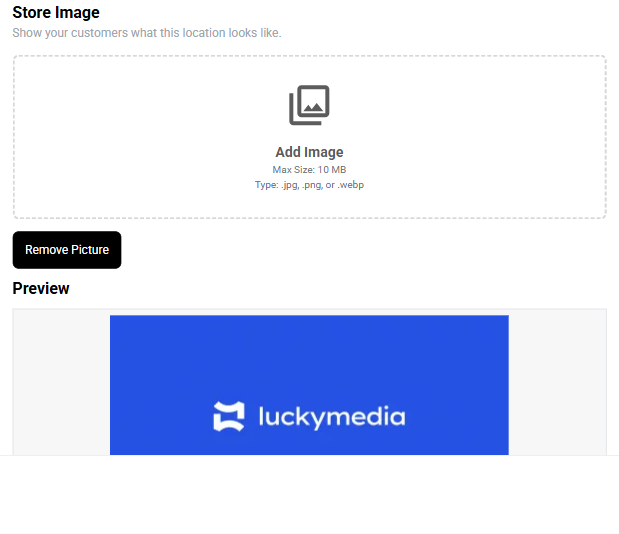 Store Image
Show your customers what this location looks like.
Add Image
Max Size: 10 MB
Type: .jpg, .png, or .webp
Remove Picture
Preview
luckymedia